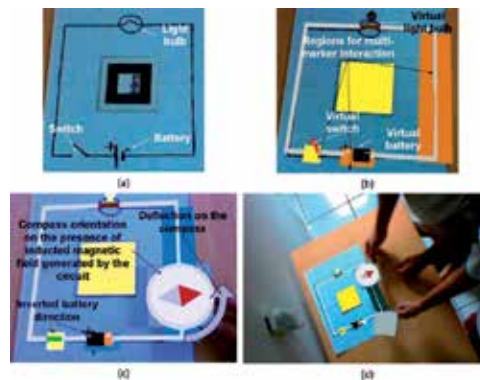 Light
bulb
Switch
Battery
(a)
Virtual
light bulb
Regions for multi-
marker interaction
Virtual
switch
Virtual
battery
(b)
Deflection on the
compass
Compass orientation
on the presence of
inducted magnetic
field generated by the
circuit
Inverted battery
direction
(c)
(d)